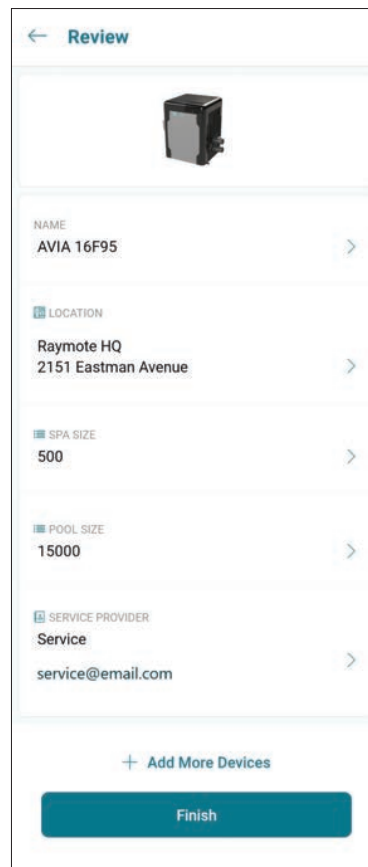 Review
NAME
AVIA 16F95
LOCATION
Raymote HQ
2151 Eastman Avenue
SPA SIZE
500
POOL SIZE
15000
SERVICE PROVIDER
Service
service@email.com
+ Add More Devices
Finish